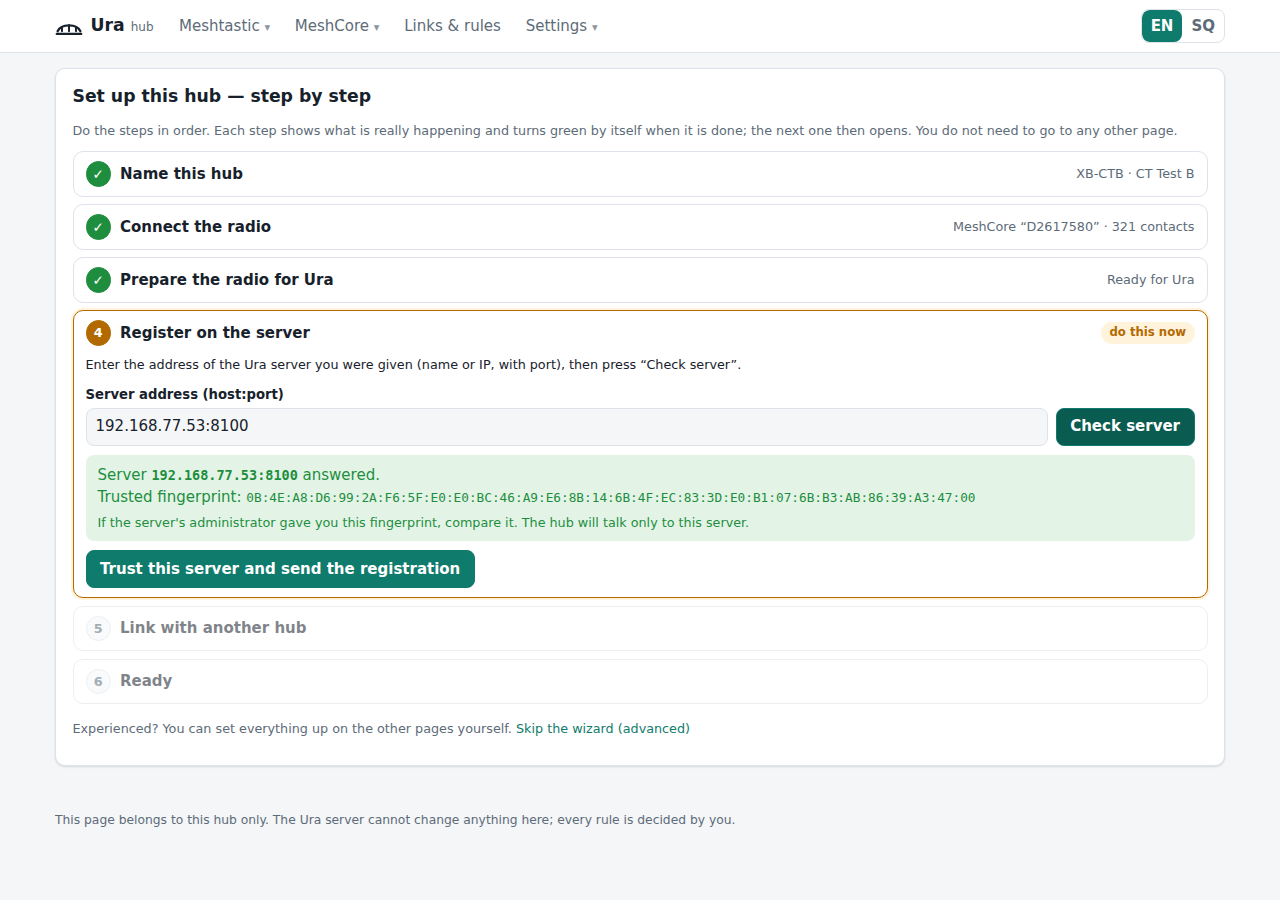 Ura hub Meshtastic ▾ MeshCore ▾ Links & rules Settings ▾ EN SQ
Set up this hub — step by step
Do the steps in order. Each step shows what is really happening and turns green by itself when it is done; the next one then opens. You do not need to go to any other page.
✓ Name this hub XB-CTB · CT Test B
✓ Connect the radio MeshCore “D2617580” · 321 contacts
✓ Prepare the radio for Ura Ready for Ura
4 Register on the server do this now
Enter the address of the Ura server you were given (name or IP, with port), then press “Check server”.
Server address (host:port)
192.168.77.53:8100 Check server
Server 192.168.77.53:8100 answered.
Trusted fingerprint: 0B:4E:A8:D6:99:2A:F6:5F:E0:E0:BC:46:A9:E6:8B:14:6B:4F:EC:83:3D:E0:B1:07:6B:B3:AB:86:39:A3:47:00
If the server's administrator gave you this fingerprint, compare it. The hub will talk only to this server.
Trust this server and send the registration
5 Link with another hub
6 Ready
Experienced? You can set everything up on the other pages yourself. Skip the wizard (advanced)
This page belongs to this hub only. The Ura server cannot change anything here; every rule is decided by you.